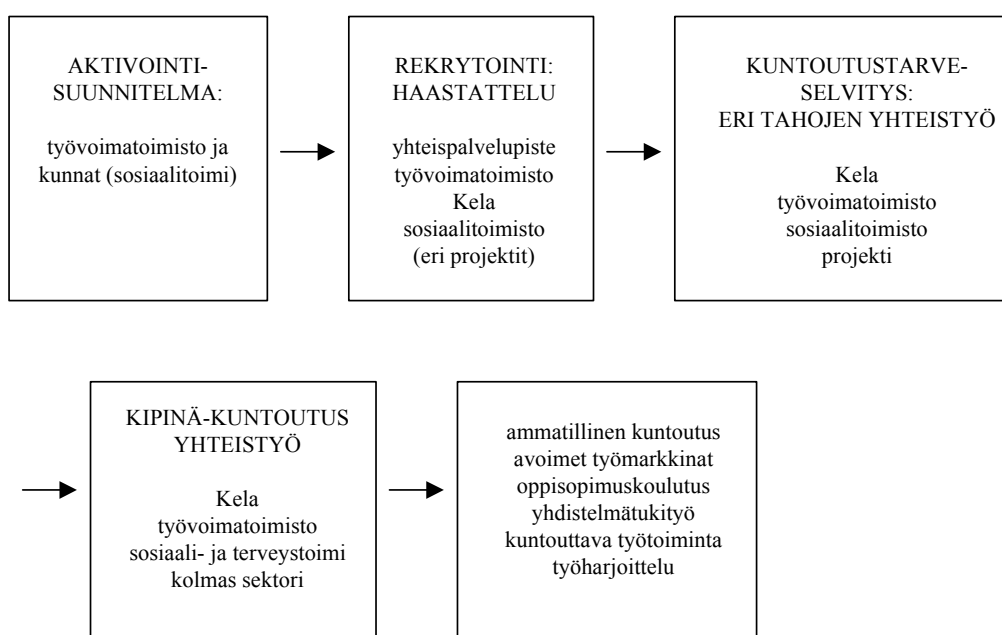 AKTIVOINTI-
SUUNNITELMA:
työvoimatoimisto ja
kunnat (sosiaalitoimi)
REKRYTOINTI:
HAASTATTELU
yhteispalvelupiste
työvoimatoimisto
Kela
sosiaalitoimisto
(eri projektit)
KUNTOUTUSTARVE-
SELVITYS:
ERI TAHOJEN YHTEISTYÖ
Kela
työvoimatoimisto
sosiaalitoimisto
projekti
KIPINÄ-KUNTOUTUS
YHTEISTYÖ
Kela
työvoimatoimisto
sosiaali- ja terveystoimi
kolmas sektori
ammatillinen kuntoutus
avoimet työmarkkinat
oppisopimuskoulutus
yhdistelmätukityö
kuntouttava työtoiminta
työharjoittelu